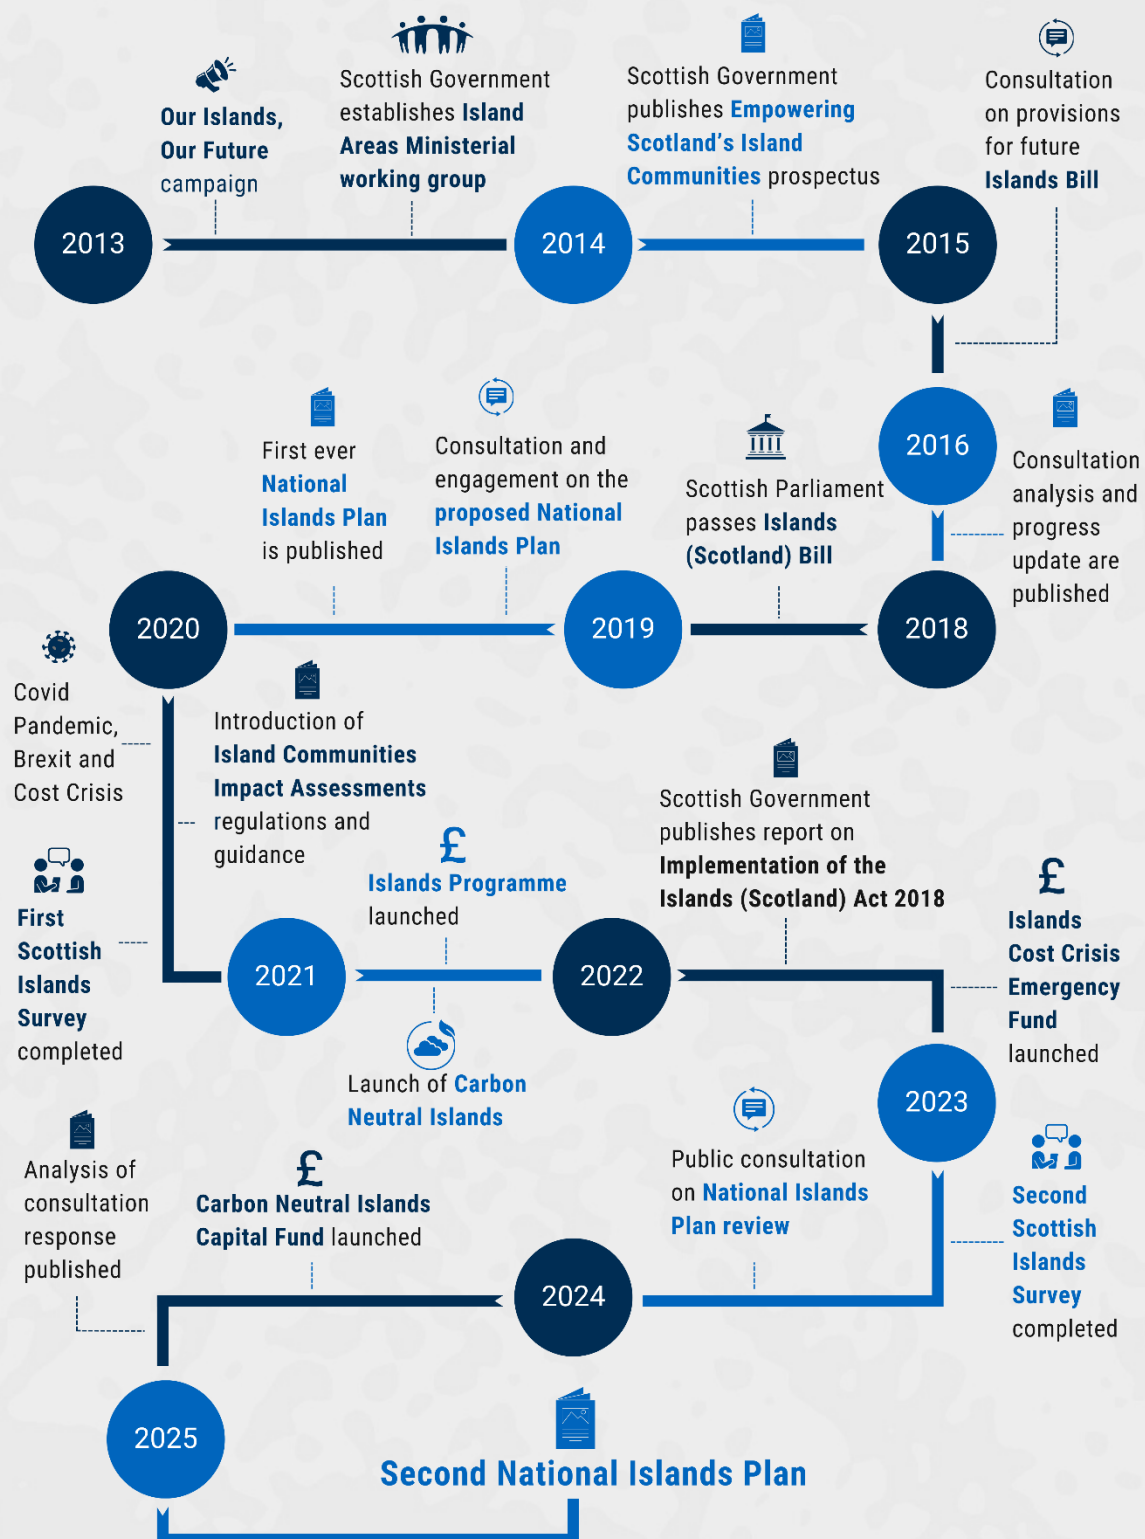 2013
Our Islands,
Our Future
campaign
Scottish Government
establishes Island
Areas Ministerial
working group
2014
Scottish Government
publishes Empowering
Scotland's Island
Communities prospectus
2015
Consultation
on provisions
for future
Islands Bill
2016
Consultation
analysis and
progress
update are
published
2018
Scottish Parliament
passes Islands
(Scotland) Bill
2019
Consultation and
engagement on the
proposed National
Islands Plan
First ever
National
Islands Plan
is published
2020
Covid
Pandemic,
Brexit and
Cost Crisis
Introduction of
Island Communities
Impact Assessments
regulations and
guidance
First
Scottish
Islands
Survey
completed
2021
£
Islands Programme
launched
Launch of Carbon
Neutral Islands
2022
Scottish Government
publishes report on
Implementation of the
Islands (Scotland) Act 2018
£
Islands
Cost Crisis
Emergency
Fund
launched
2023
Second
Scottish
Islands
Survey
completed
Public consultation
on National Islands
Plan review
2024
£
Carbon Neutral Islands
Capital Fund launched
Analysis of
consultation
response
published
2025
Second National Islands Plan